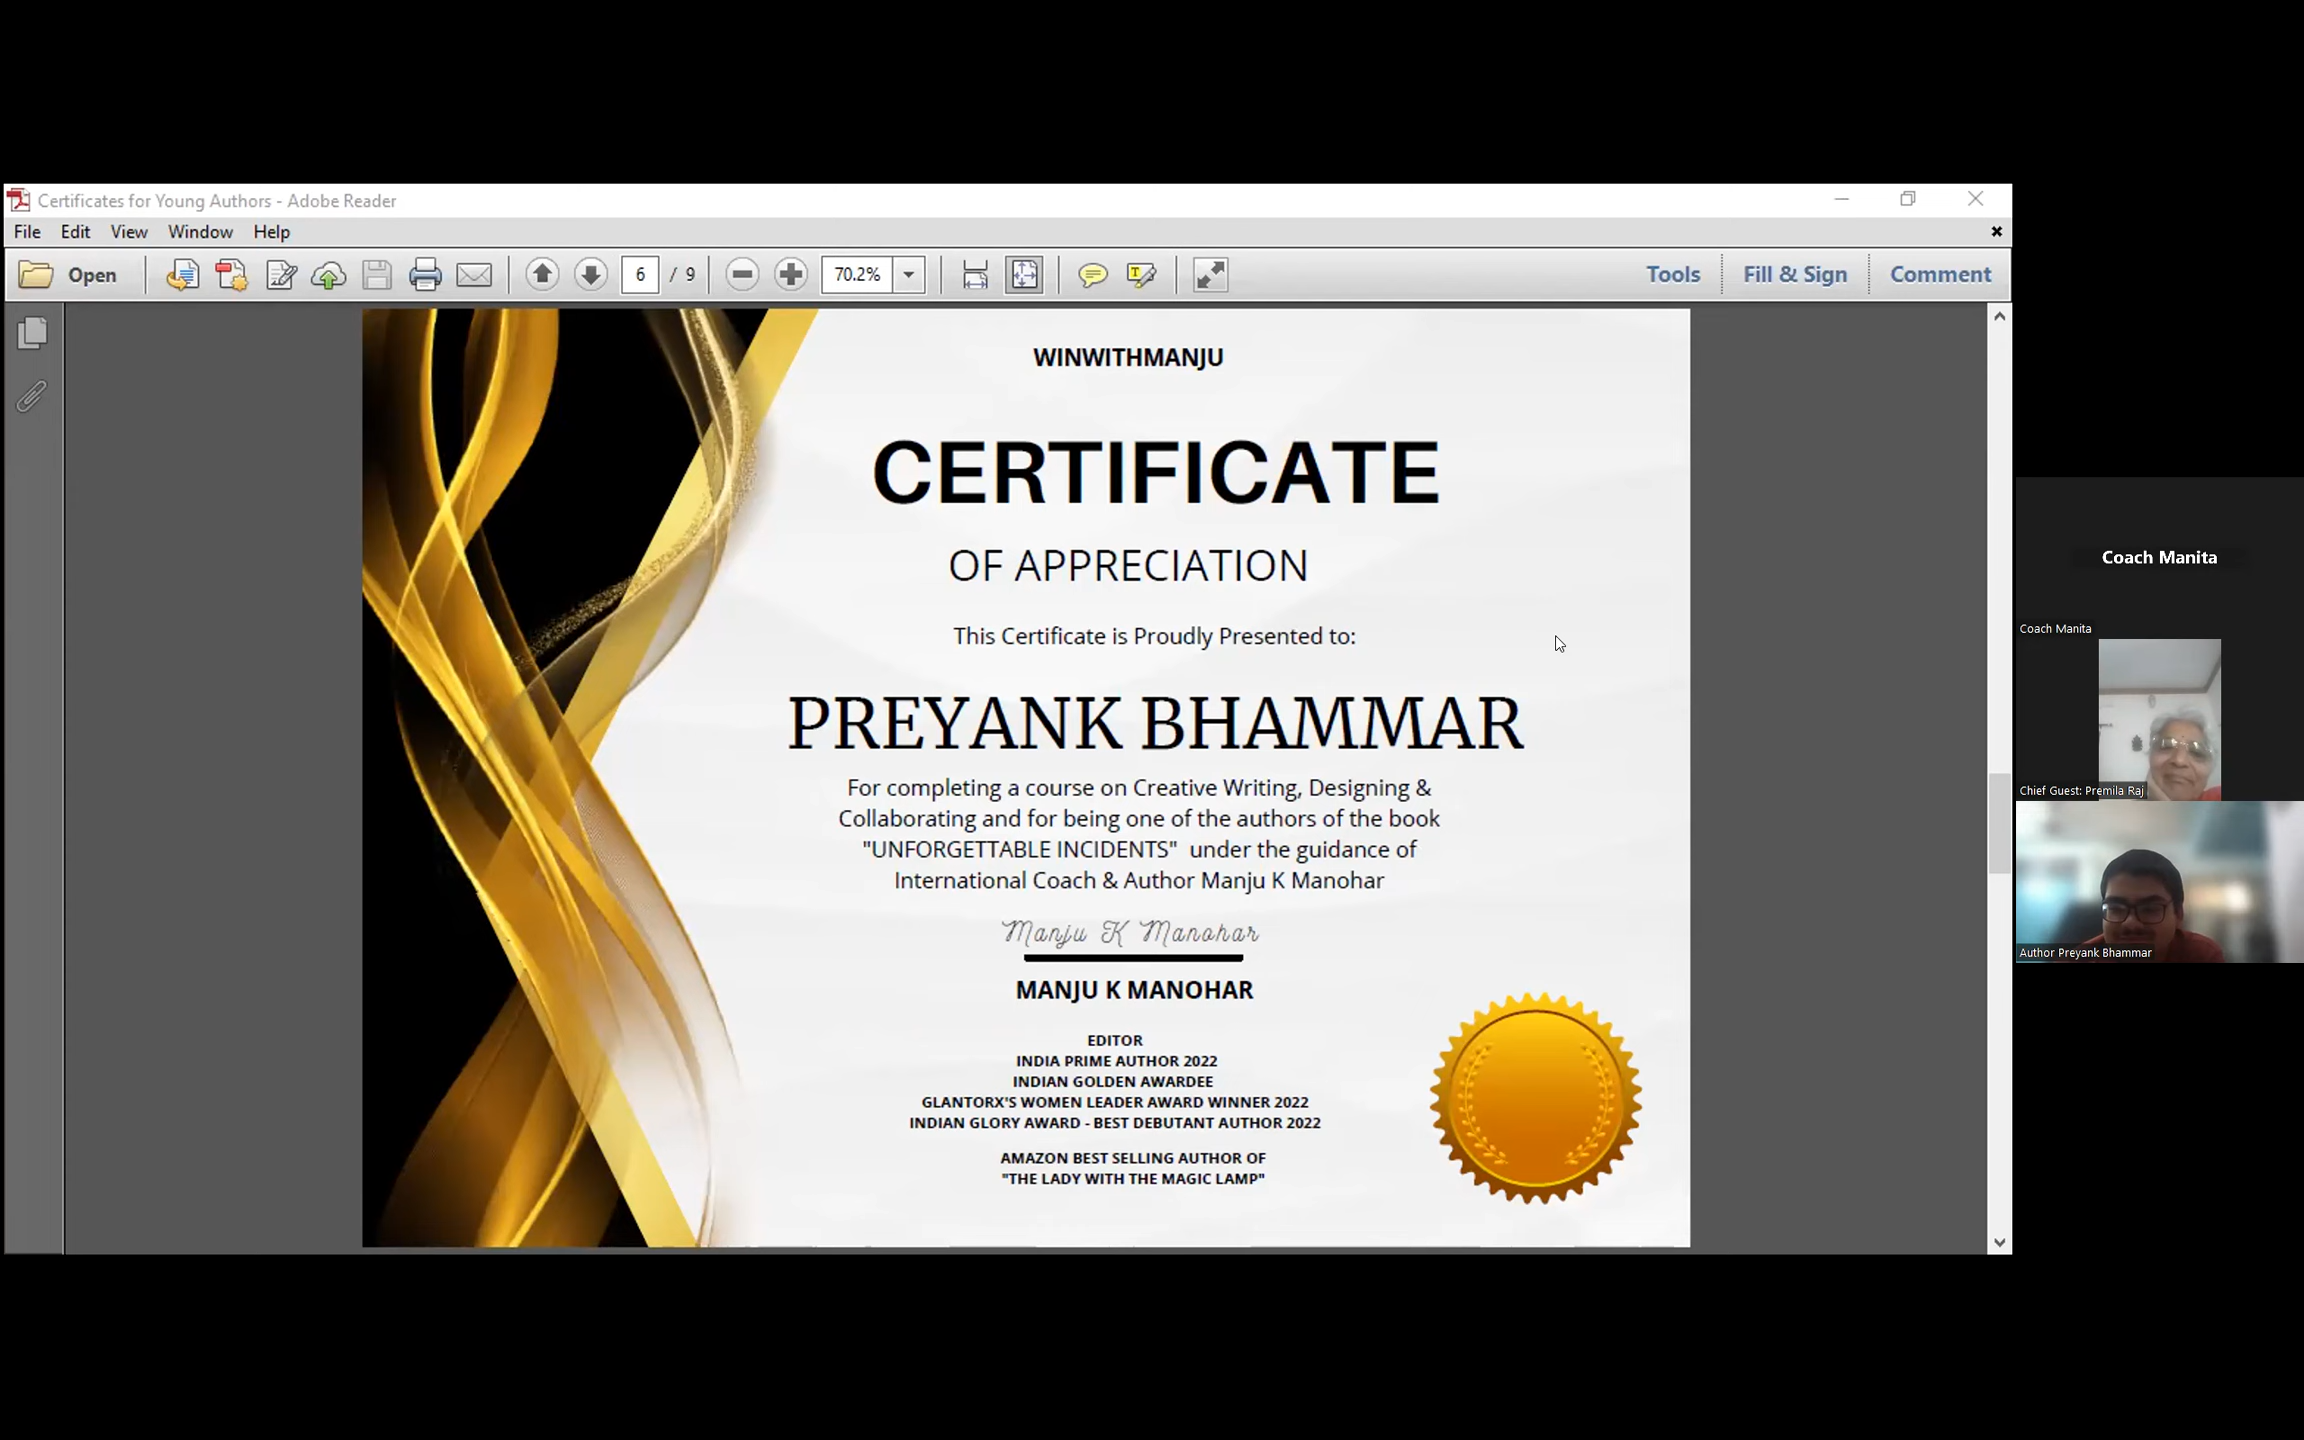 Certificates for Young Authors - Adobe Reader
File Edit View Window Help
Open 6 / 9 70.2% Tools Fill & Sign Comment
WINWITHMANJU
CERTIFICATE
OF APPRECIATION
This Certificate is Proudly Presented to:
PREYANK BHAMMAR
For completing a course on Creative Writing, Designing &
Collaborating and for being one of the authors of the book
"UNFORGETTABLE INCIDENTS" under the guidance of
International Coach & Author Manju K Manohar
Manju K Manohar
MANJU K MANOHAR
EDITOR
INDIA PRIME AUTHOR 2022
INDIAN GOLDEN AWARDEE
GLANTORX'S WOMEN LEADER AWARD WINNER 2022
INDIAN GLORY AWARD - BEST DEBUTANT AUTHOR 2022
AMAZON BEST SELLING AUTHOR OF
"THE LADY WITH THE MAGIC LAMP"
Coach Manita
Coach Manita
Chief Guest: Premila Raj
Author Preyank Bhammar